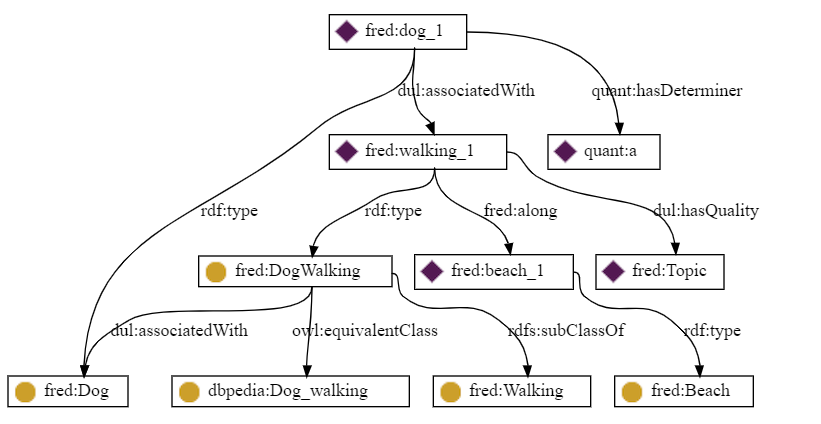 fred:dog_1
dul:associatedWith
quant:hasDeterminer
fred:walking_1
quant:a
rdf:type
rdf:type
fred:along
dul:hasQuality
fred:DogWalking
fred:beach_1
fred:Topic
dul:associatedWith
owl:equivalentClass
rdfs:subClassOf
rdf:type
fred:Dog
dbpedia:Dog_walking
fred:Walking
fred:Beach